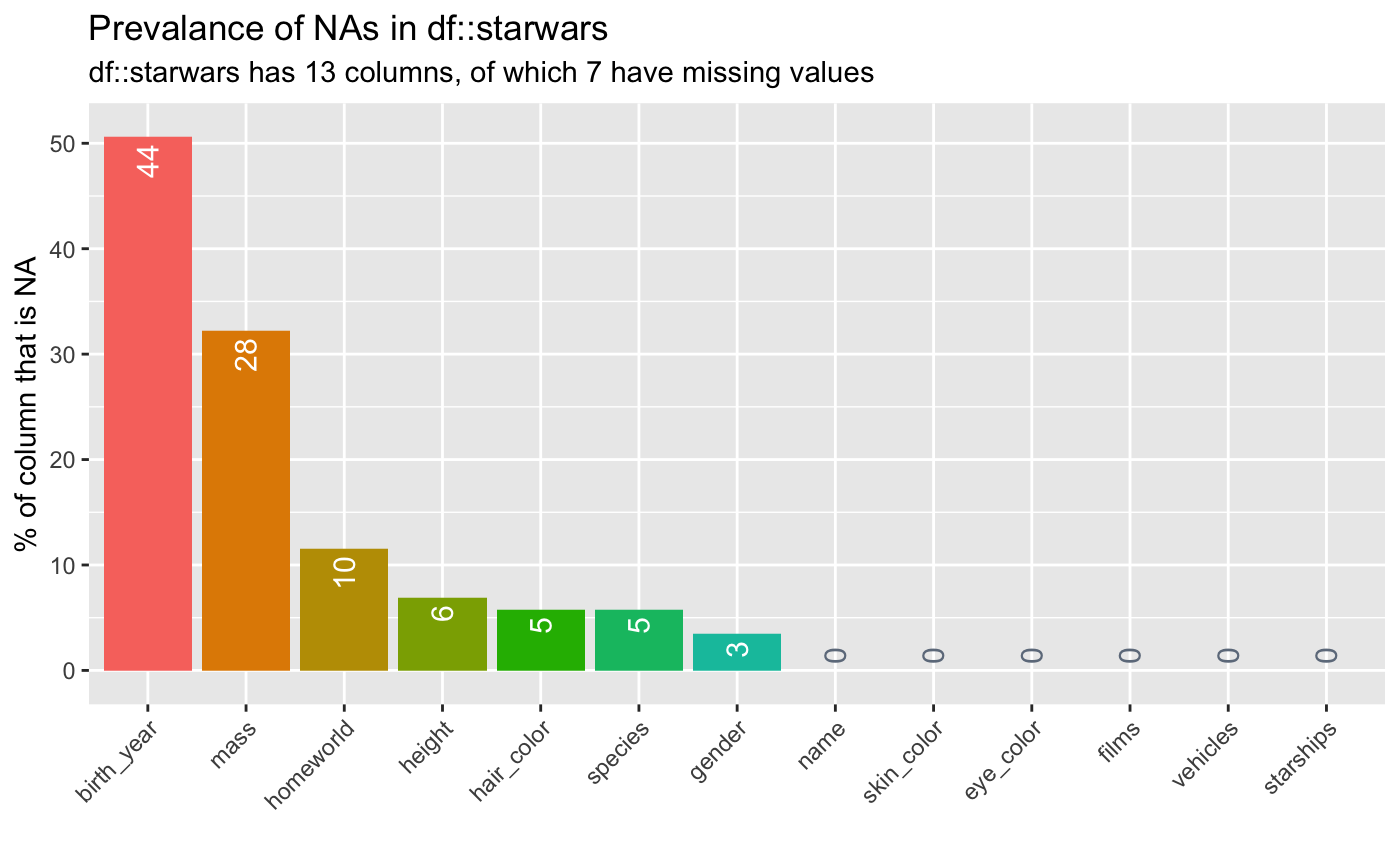 Prevalance of NAs in df::starwars
df::starwars has 13 columns, of which 7 have missing values
% of column that is NA
50
40
30
20
10
0
44
28
10
6
5
5
3
0
0
0
0
0
0
birth_year
mass
homeworld
height
hair_color
species
gender
name
skin_color
eye_color
films
vehicles
starships